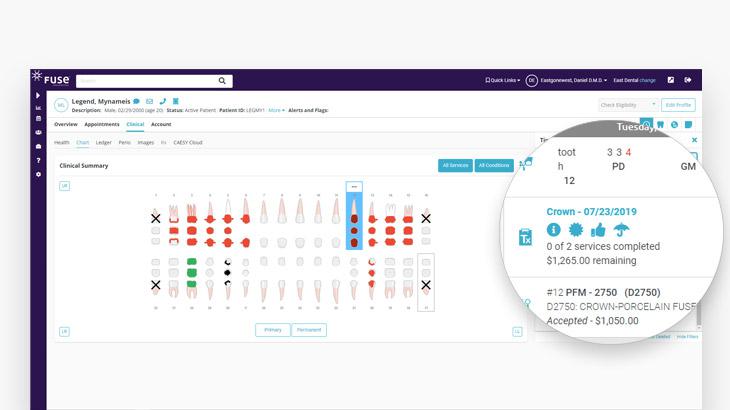 FUSE
Search
Quick Links
DE
Eastgonewest, Daniel D.M.D.
East Dental change
ML
Legend, Mynameis
Description: Male, 02/29/2000 (age 20) Status: Active Patient Patient ID: LEGMY1 More Alerts and Flags:
Check Eligibility
Edit Profile
Overview Appointments Clinical Account
Health Chart Ledger Perio Images Rx CAESY Cloud
Clinical Summary
All Services
All Conditions
UR
LR
LL
Primary
Permanent
Tuesday,
toot 3 3 4
h PD GM
12
Crown - 07/23/2019
Tx
0 of 2 services completed
$1,265.00 remaining
#12 PFM - 2750 (D2750)
D2750: CROWN-PORCELAIN FUSE
Accepted - $1,050.00
Hide Filters